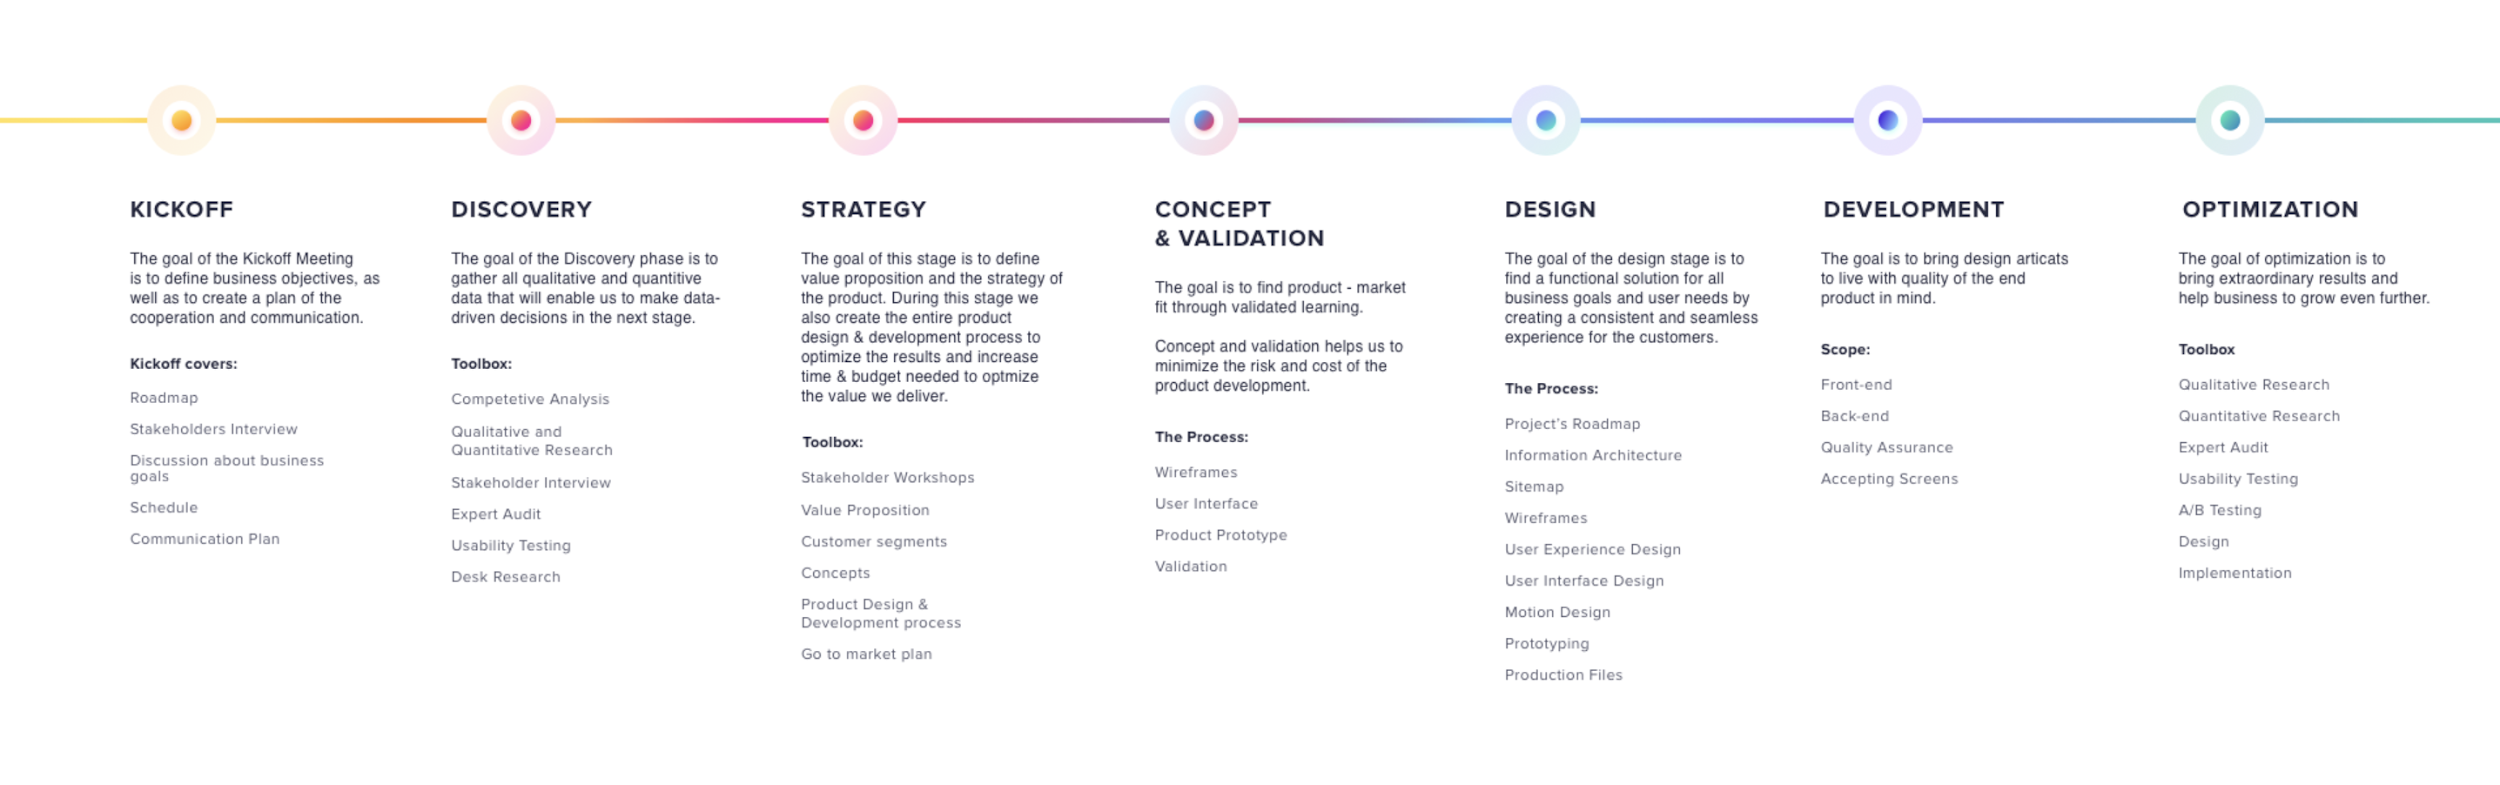 KICKOFF
The goal of the Kickoff Meeting
is to define business objectives, as
well as to create a plan of the
cooperation and communication.
Kickoff covers:
Roadmap
Stakeholders Interview
Discussion about business
goals
Schedule
Communication Plan
DISCOVERY
The goal of the Discovery phase is to
gather all qualitative and quantitive
data that will enable us to make data-
driven decisions in the next stage.
Toolbox:
Competetive Analysis
Qualitative and
Quantitative Research
Stakeholder Interview
Expert Audit
Usability Testing
Desk Research
STRATEGY
The goal of this stage is to define
value proposition and the strategy of
the product. During this stage we
also create the entire product
design & development process to
optimize the results and increase
time & budget needed to optmize
the value we deliver.
Toolbox:
Stakeholder Workshops
Value Proposition
Customer segments
Concepts
Product Design &
Development process
Go to market plan
CONCEPT
& VALIDATION
The goal is to find product - market
fit through validated learning.
Concept and validation helps us to
minimize the risk and cost of the
product development.
The Process:
Wireframes
User Interface
Product Prototype
Validation
DESIGN
The goal of the design stage is to
find a functional solution for all
business goals and user needs by
creating a consistent and seamless
experience for the customers.
The Process:
Project's Roadmap
Information Architecture
Sitemap
Wireframes
User Experience Design
User Interface Design
Motion Design
Prototyping
Production Files
DEVELOPMENT
The goal is to bring design articats
to live with quality of the end
product in mind.
Scope:
Front-end
Back-end
Quality Assurance
Accepting Screens
OPTIMIZATION
The goal of optimization is to
bring extraordinary results and
help business to grow even further.
Toolbox
Qualitative Research
Quantitative Research
Expert Audit
Usability Testing
A/B Testing
Design
Implementation